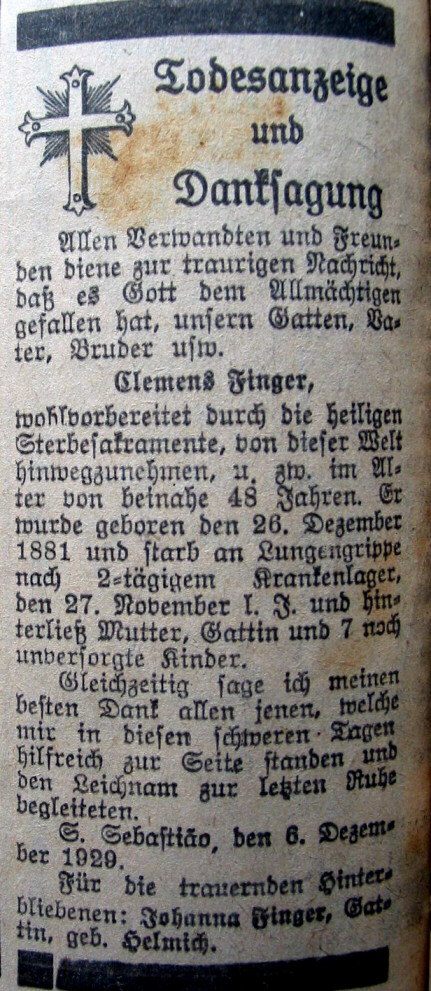 Todesanzeige
und
Danksagung
Allen Verwandten und Freun-
den diene zur traurigen Nachricht,
daß es Gott dem Allmächtigen
gefallen hat, unsern Gatten, Va-
ter, Bruder usw.
Clemens Finger,
wohlvorbereitet durch die heiligen
Sterbesakramente, von dieser Welt
hinwegzunehmen, u. zw. im Al-
ter von beinahe 48 Jahren. Er
wurde geboren den 26. Dezember
1881 und starb an Lungengrippe
nach 2-tägigem Krankenlager,
den 27. November l. J. und hin-
terließ Mutter, Gattin und 7 noch
unversorgte Kinder.
Gleichzeitig sage ich meinen
besten Dank allen jenen, welche
mir in diesen schweren Tagen
hilfreich zur Seite standen und
den Leichnam zur letzten Ruhe
begleiteten.
S. Sebastião, den 6. Dezem-
ber 1929.
Für die trauernden Hinter-
bliebenen: Johanna Finger, Gat-
tin, geb. Helmich.